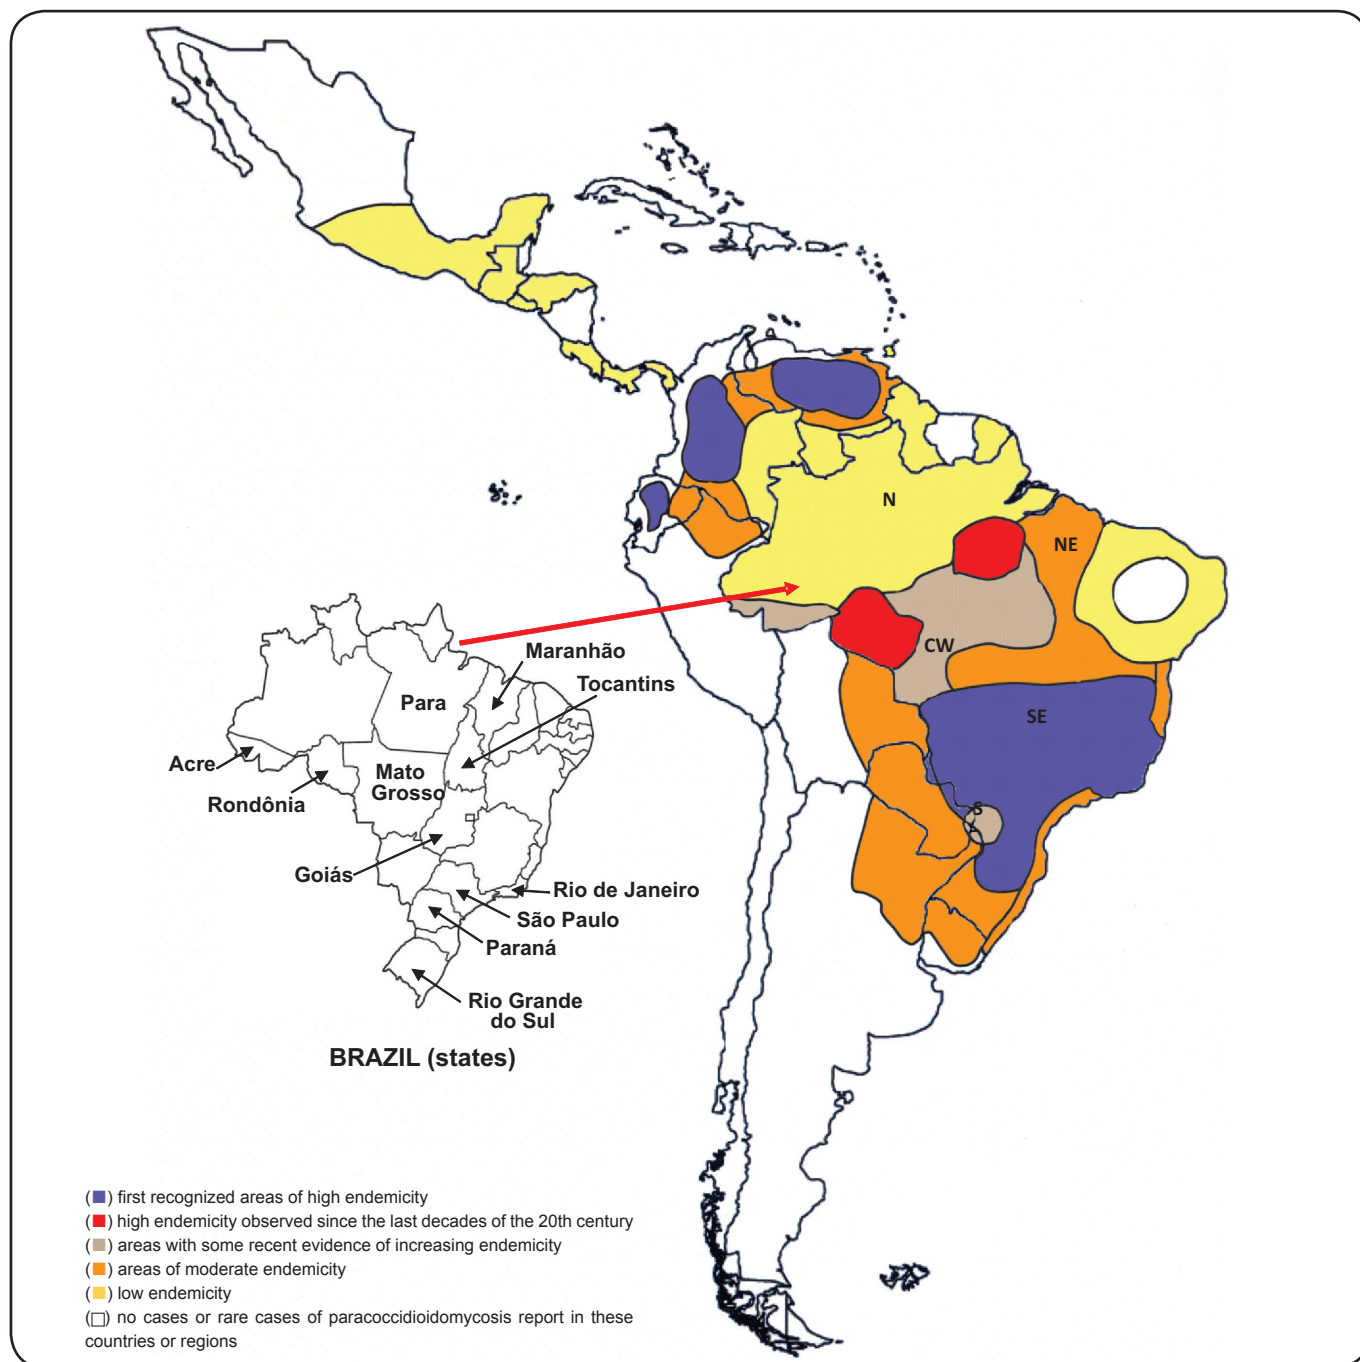 N
NE
CW
SE
S
Maranhão
Tocantins
Para
Acre
Mato
Grosso
Rondônia
Goiás
Rio de Janeiro
São Paulo
Paraná
Rio Grande
do Sul
BRAZIL (states)
(■) first recognized areas of high endemicity
(■) high endemicity observed since the last decades of the 20th century
(■) areas with some recent evidence of increasing endemicity
(■) areas of moderate endemicity
(■) low endemicity
(□) no cases or rare cases of paracoccidioidomycosis report in these
countries or regions